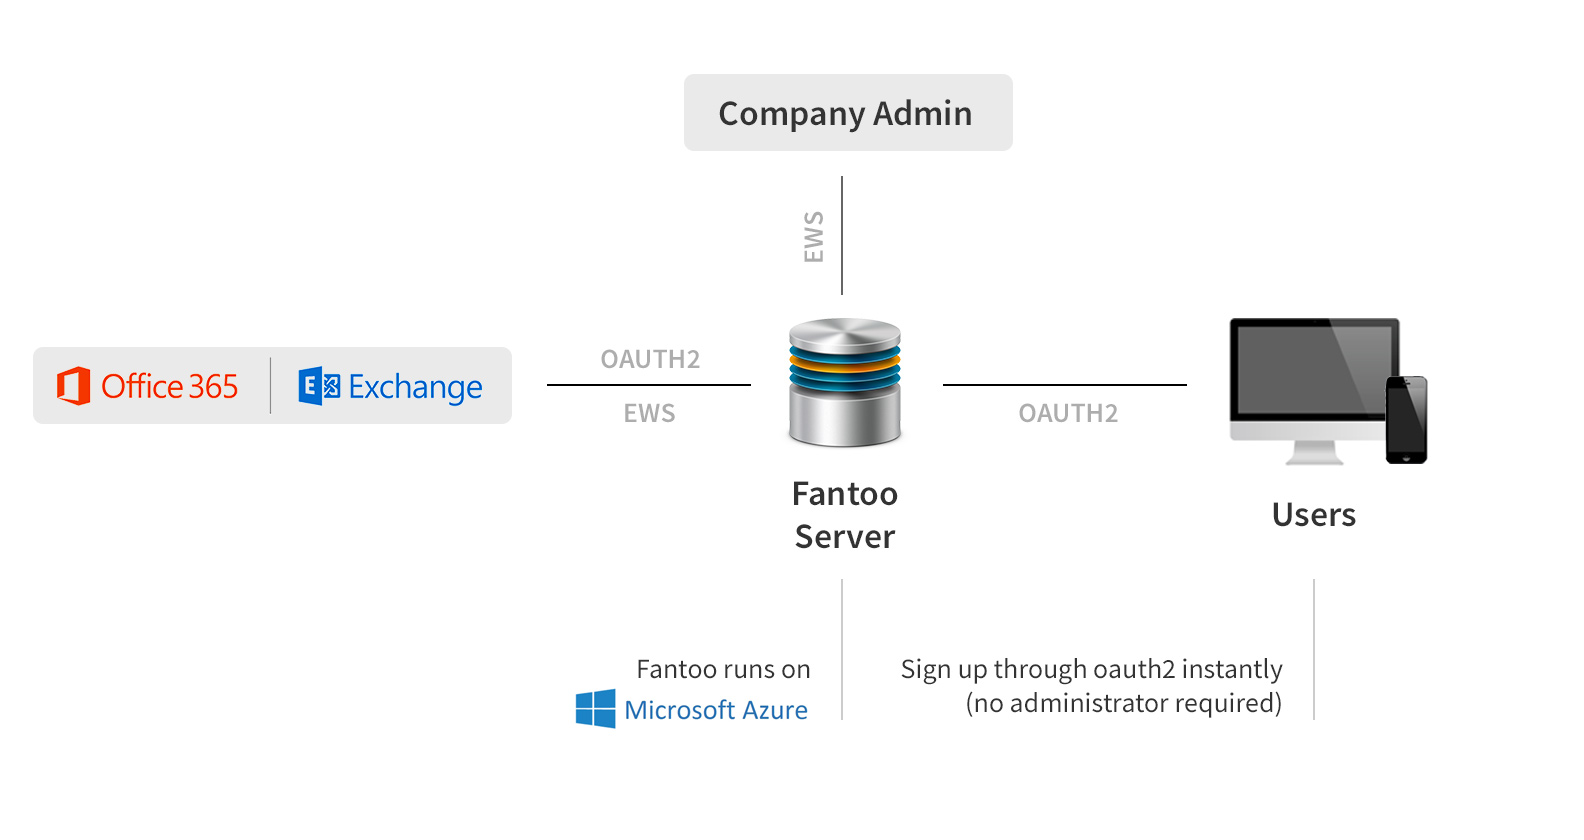 Company Admin
EWS
Office 365
Exchange
OAUTH2
EWS
OAUTH2
Fantoo
Server
Users
Fantoo runs on
Microsoft Azure
Sign up through oauth2 instantly
(no administrator required)